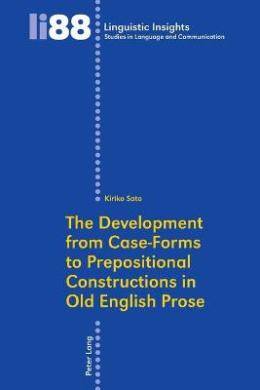 li88
Linguistic Insights
Studies in Language and Communication
Kiriko Sato
The Development
from Case-Forms
to Prepositional
Constructions in
Old English Prose
Peter Lang